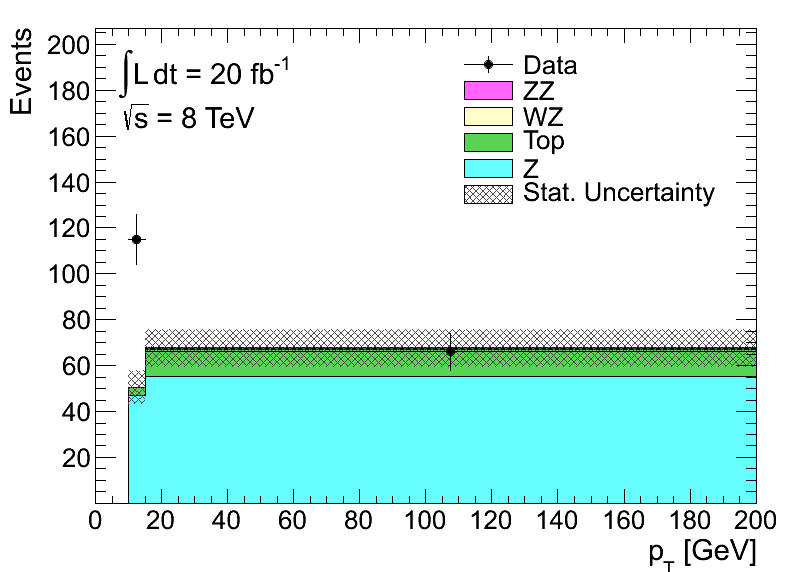 Events
200
180
160
140
120
100
80
60
40
20
∫L dt = 20 fb⁻¹
√s = 8 TeV
Data
ZZ
WZ
Top
Z
Stat. Uncertainty
0 20 40 60 80 100 120 140 160 180 200
p_T [GeV]